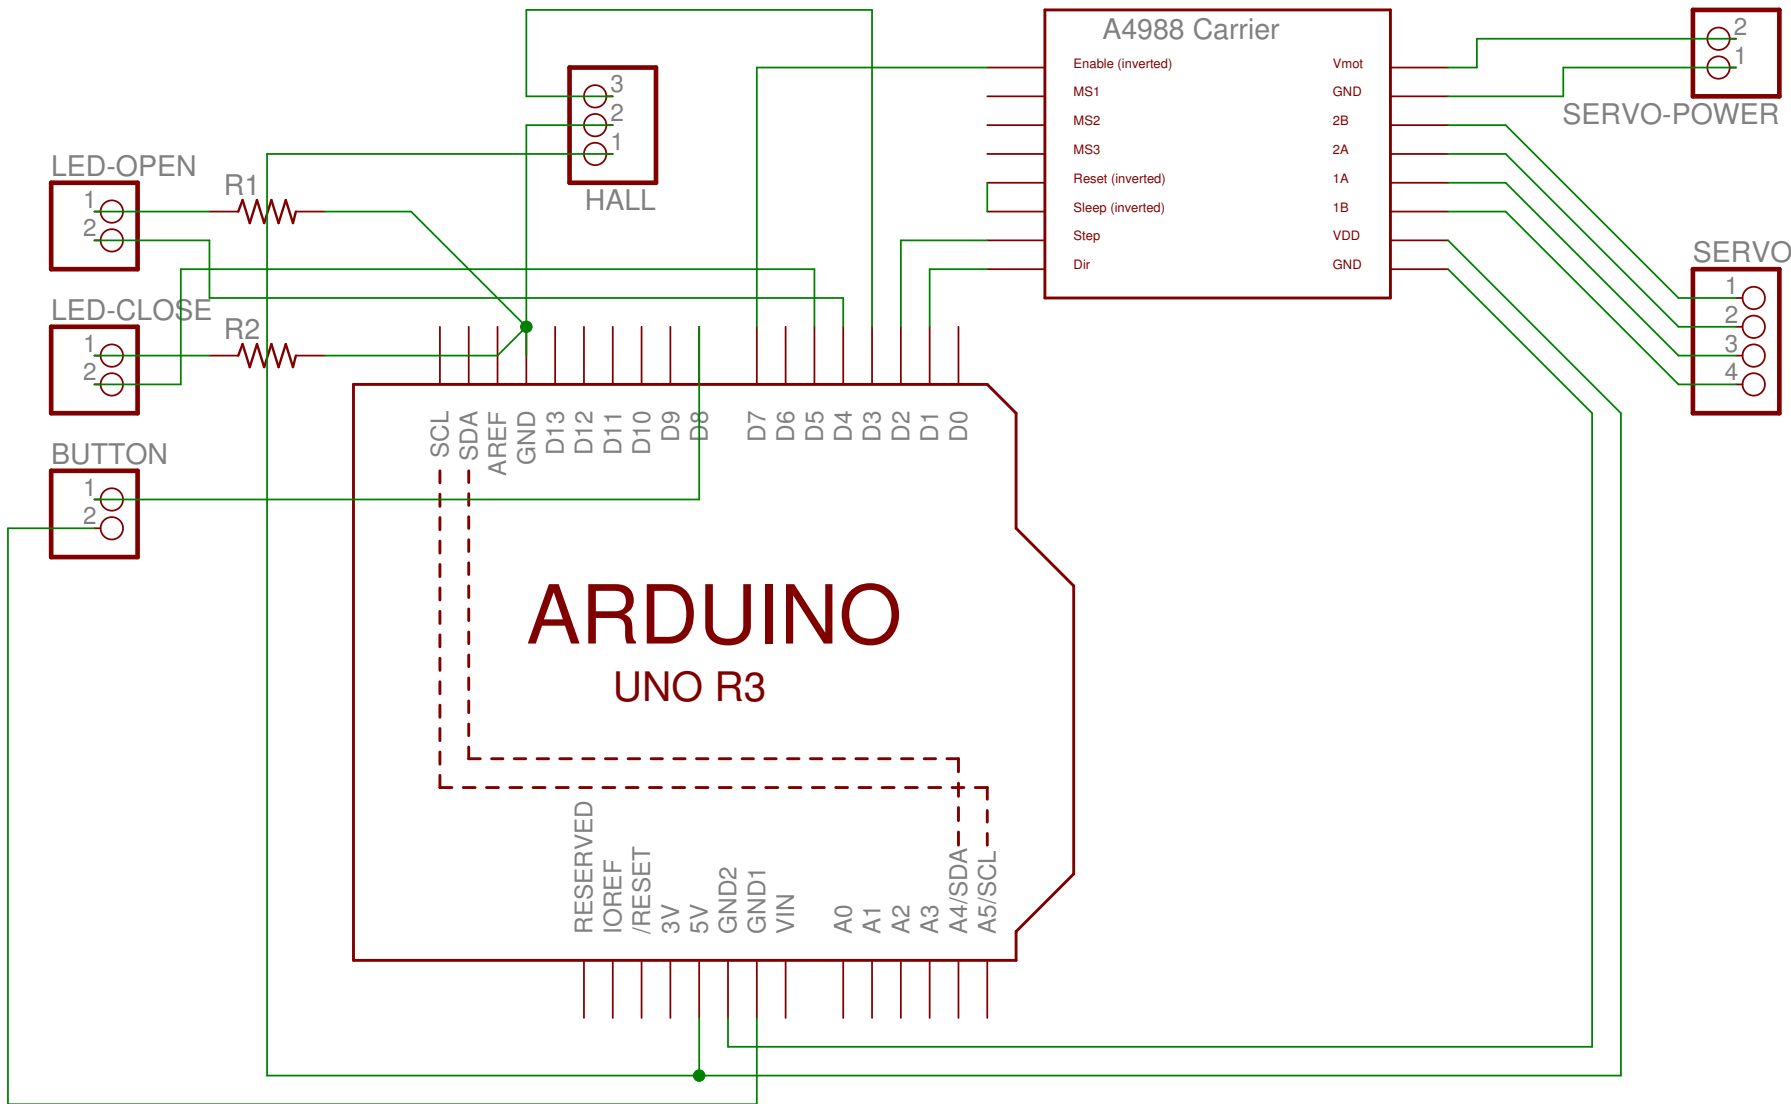 A4988 Carrier
Enable (inverted)
MS1
MS2
MS3
Reset (inverted)
Sleep (inverted)
Step
Dir
Vmot
GND
2B
2A
1A
1B
VDD
GND
2
1
SERVO-POWER
3
2
1
HALL
LED-OPEN
1
2
R1
LED-CLOSE
1
2
R2
BUTTON
1
2
SERVO
1
2
3
4
SCL
SDA
AREF
GND
D13
D12
D11
D10
D9
D8
D7
D6
D5
D4
D3
D2
D1
D0
ARDUINO
UNO R3
RESERVED
IOREF
/RESET
3V
5V
GND2
GND1
VIN
A0
A1
A2
A3
A4/SDA
A5/SCL